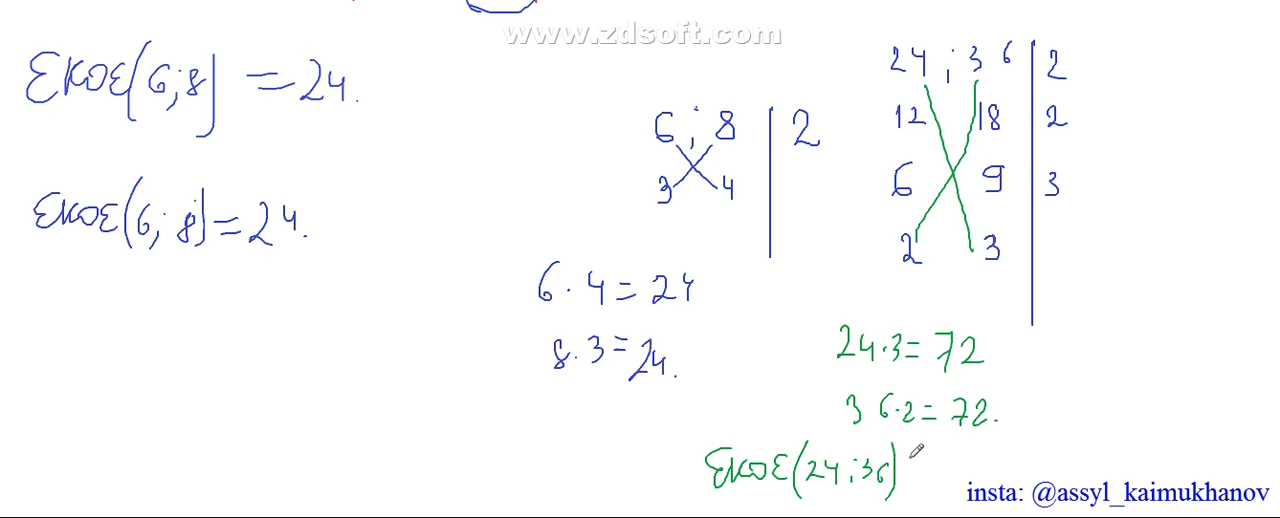 www.zdsoft.com
ЕКОЕ(6;8) = 24.
ЕКОЕ(6; 8) = 24.
6 ; 8 | 2
3 4
6 · 4 = 24
8 · 3 = 24.
24 ; 36 | 2
12 18 | 2
6 9 | 3
2 3
24 · 3 = 72
36 · 2 = 72.
ЕКОЕ(24 ; 36)
insta: @assyl_kaimukhanov